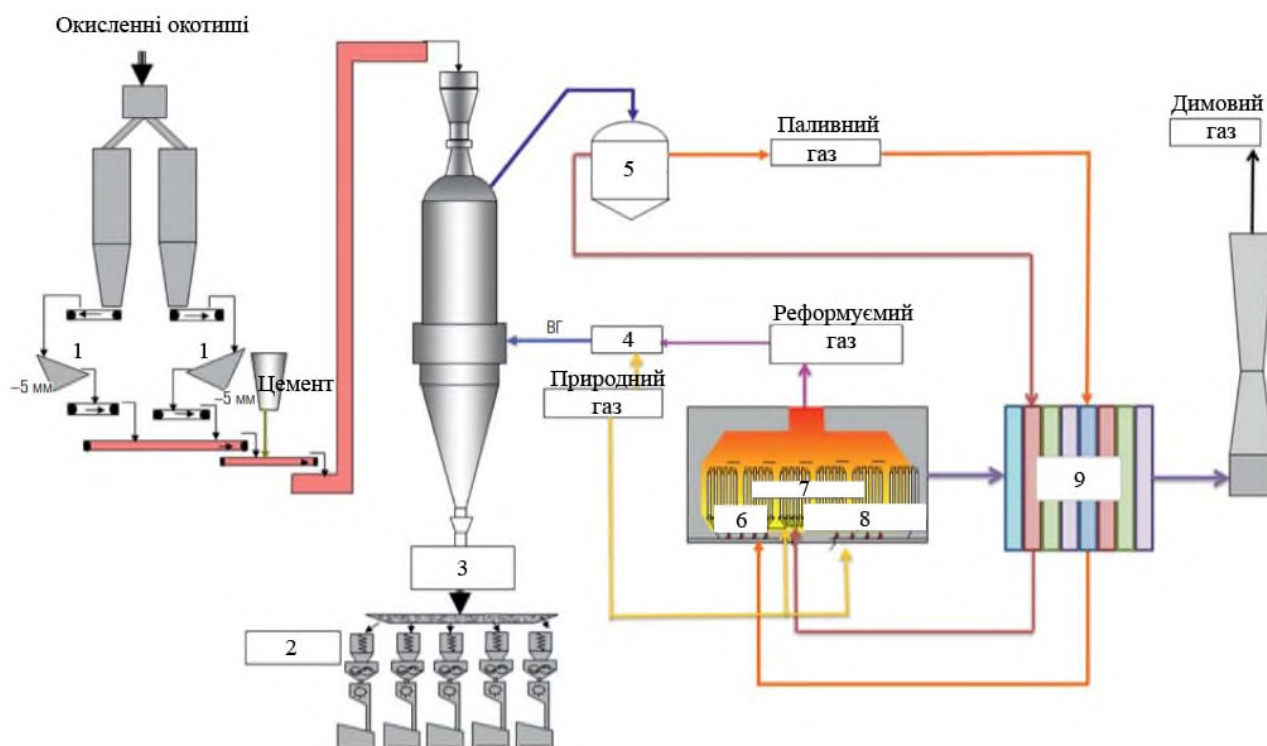 Окисленні окотиші
1
1
–5 мм
–5 мм
Цемент
3
2
5
Паливний
газ
Димовий
газ
ВГ
4
Реформуємий
газ
Природний
газ
7
6
8
9